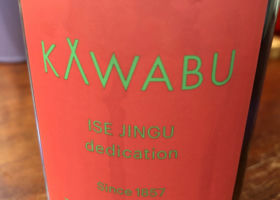 KAWABU
ISE JINGU
dedication
Since 1857